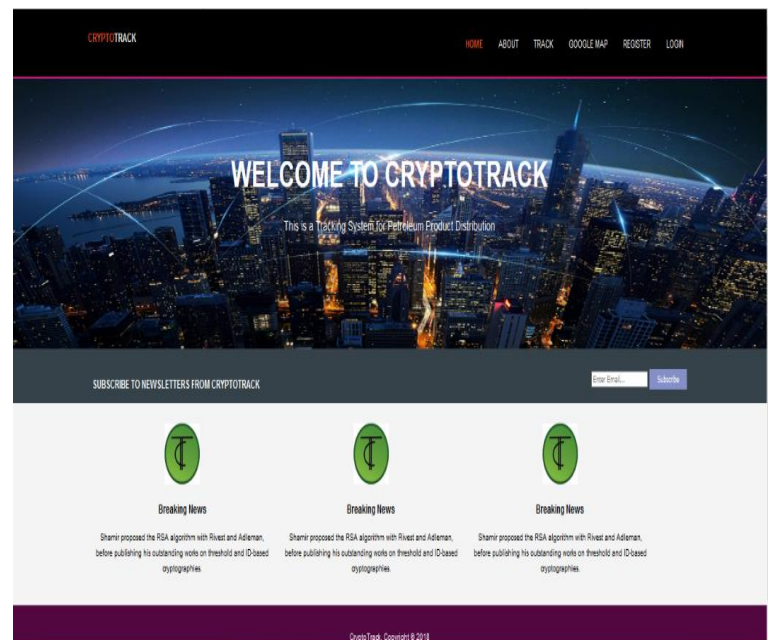 CRYPTOTRACK
HOME ABOUT TRACK GOOGLE MAP REGISTER LOGIN
WELCOME TO CRYPTOTRACK
This is a Tracking System for Petroleum Product Distribution
SUBSCRIBE TO NEWSLETTERS FROM CRYPTOTRACK
Enter Email... Subscribe
Breaking News
Shamir proposed the RSA algorithm with Rivest and Adleman,
before publishing his outstanding works on threshold and ID-based
cryptographies.
Breaking News
Shamir proposed the RSA algorithm with Rivest and Adleman,
before publishing his outstanding works on threshold and ID-based
cryptographies.
Breaking News
Shamir proposed the RSA algorithm with Rivest and Adleman,
before publishing his outstanding works on threshold and ID-based
cryptographies.
CryptoTrack, Copyright © 2018